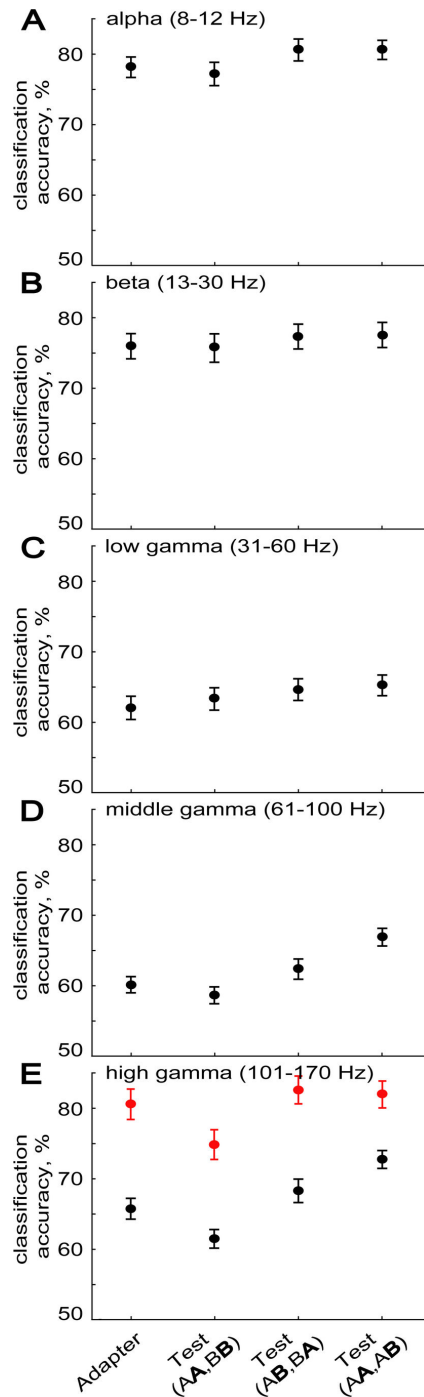 A alpha (8-12 Hz)
80
70
60
50
classification
accuracy, %
B beta (13-30 Hz)
80
70
60
50
classification
accuracy, %
C low gamma (31-60 Hz)
80
70
60
50
classification
accuracy, %
D middle gamma (61-100 Hz)
80
70
60
50
classification
accuracy, %
E high gamma (101-170 Hz)
80
70
60
50
classification
accuracy, %
Adapter
Test
(AA,BB)
Test
(AB,BA)
Test
(AA,AB)